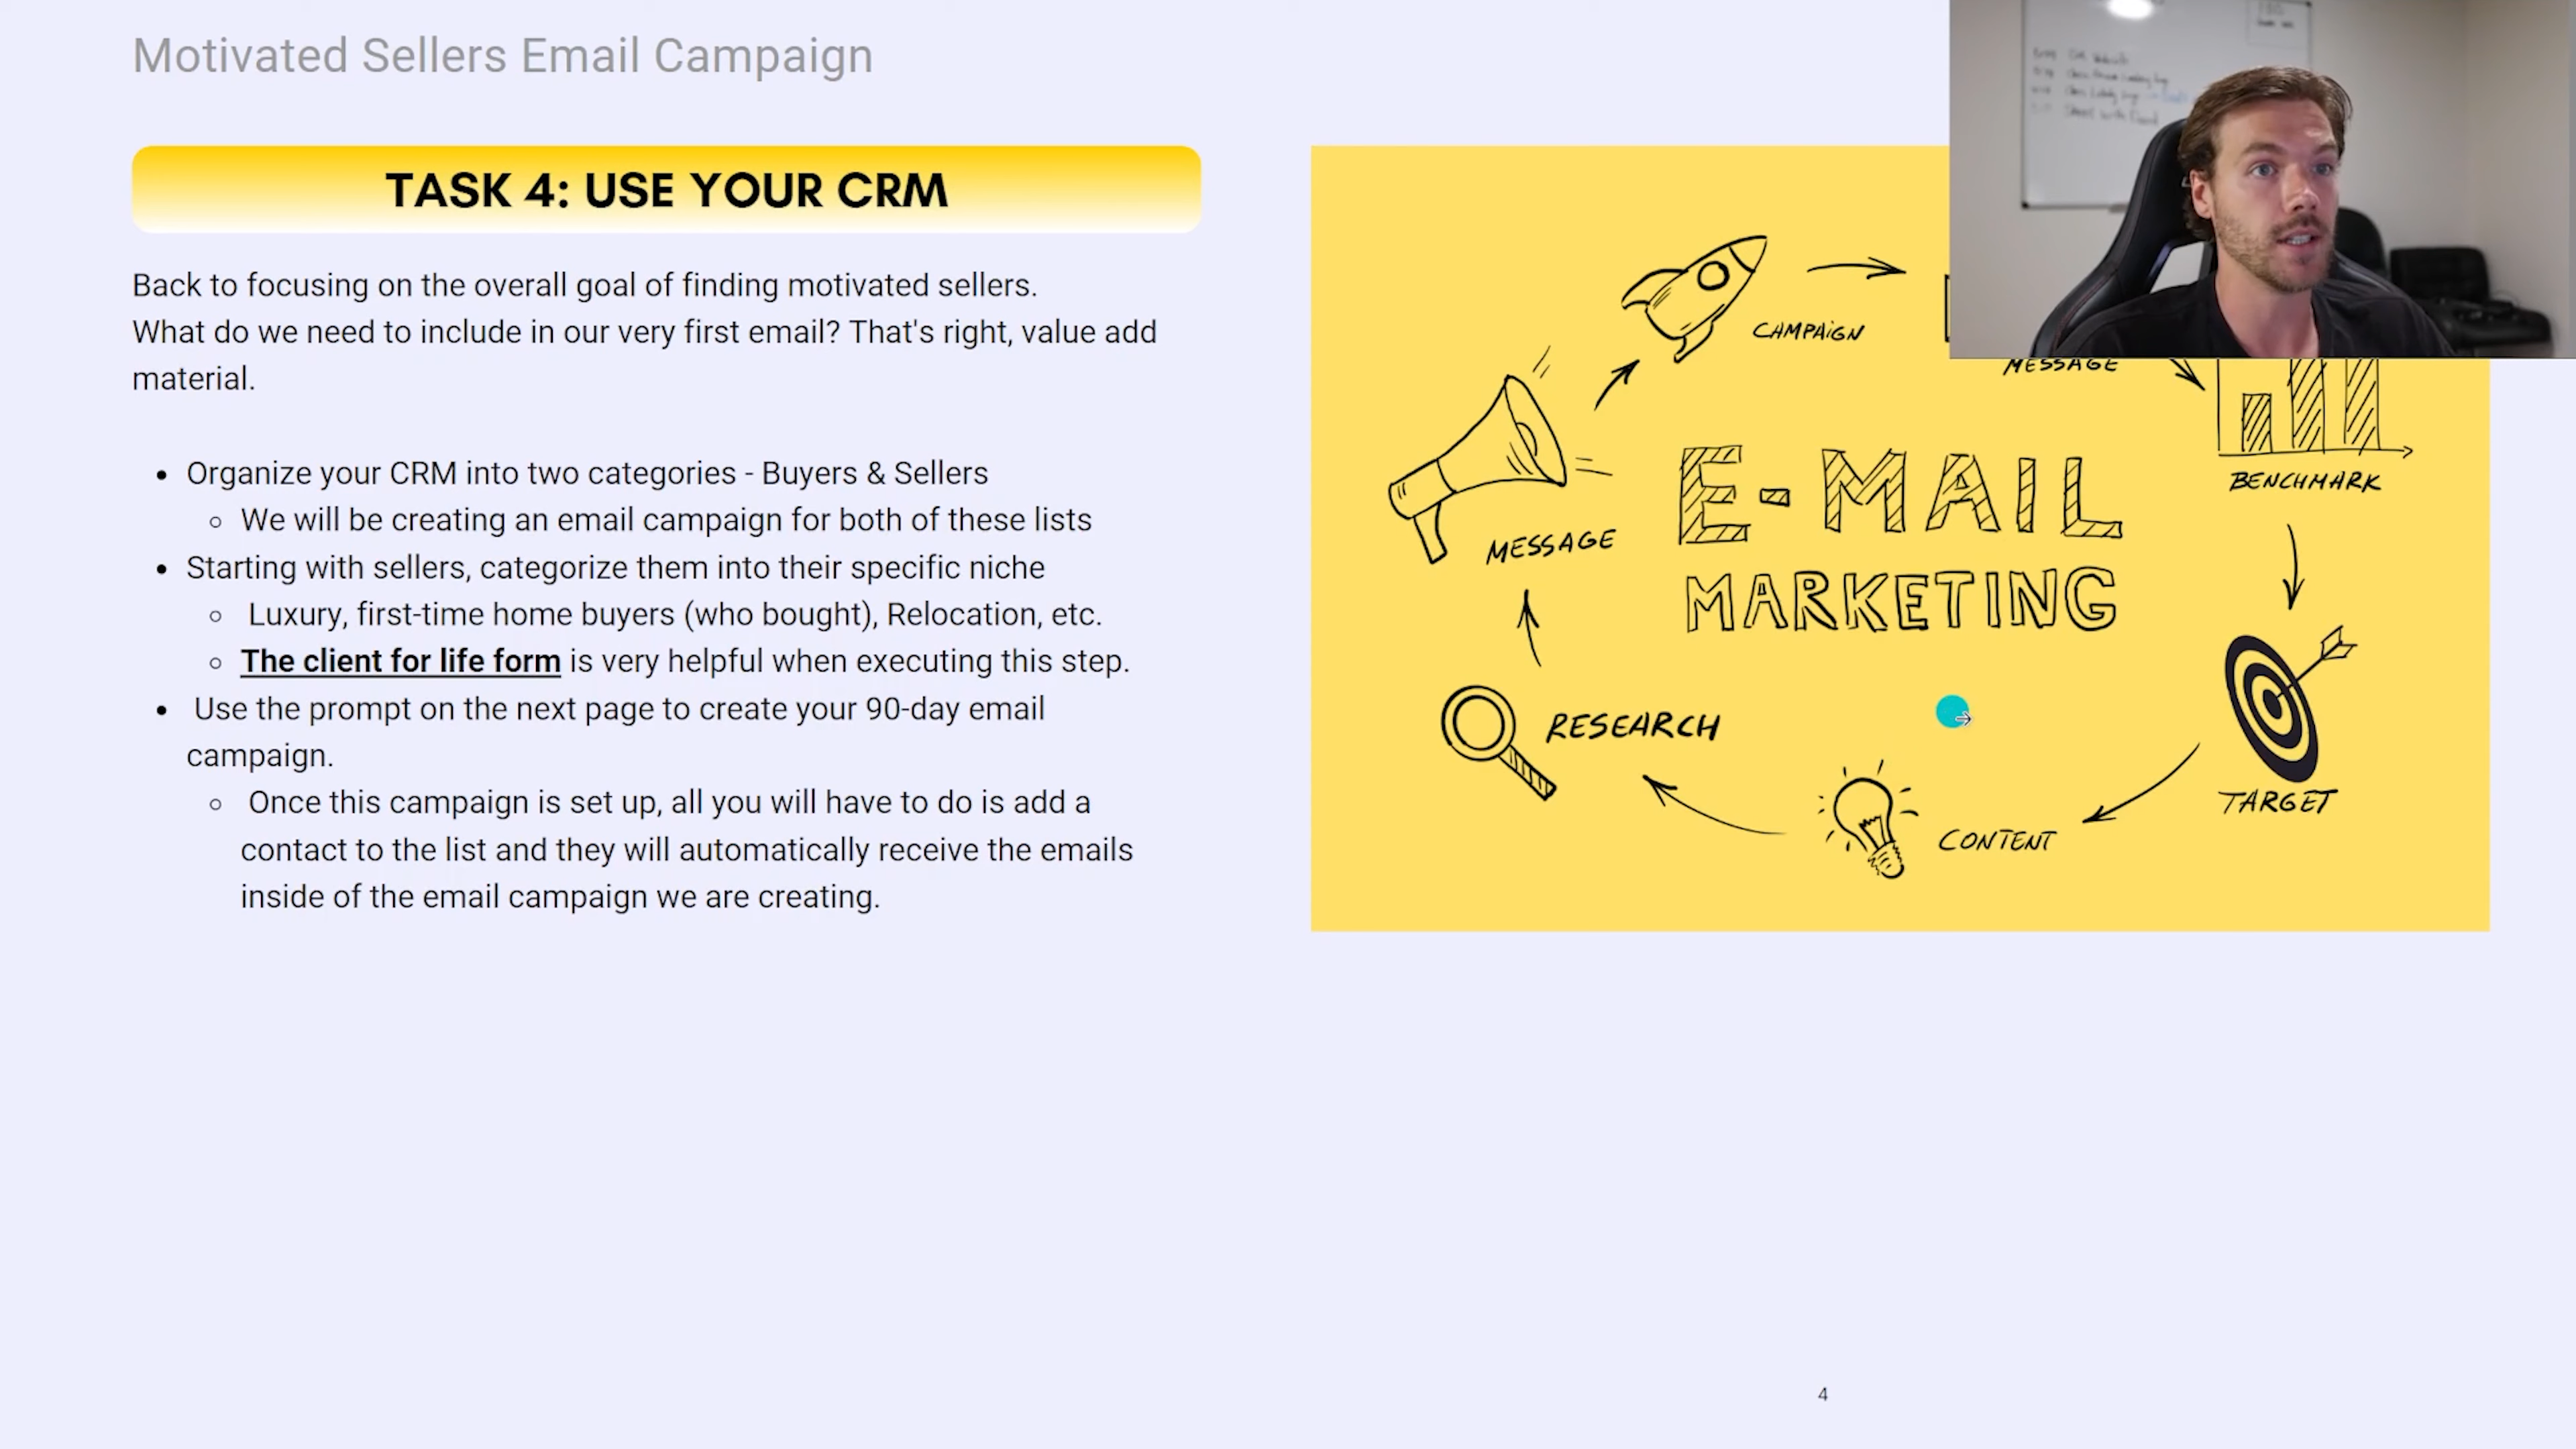 Motivated Sellers Email Campaign
TASK 4: USE YOUR CRM
Back to focusing on the overall goal of finding motivated sellers.
What do we need to include in our very first email? That's right, value add
material.
• Organize your CRM into two categories - Buyers & Sellers
○ We will be creating an email campaign for both of these lists
• Starting with sellers, categorize them into their specific niche
○ Luxury, first-time home buyers (who bought), Relocation, etc.
○ The client for life form is very helpful when executing this step.
• Use the prompt on the next page to create your 90-day email
campaign.
○ Once this campaign is set up, all you will have to do is add a
contact to the list and they will automatically receive the emails
inside of the email campaign we are creating.
CAMPAIGN
MESSAGE
BENCHMARK
E-MAIL
MARKETING
MESSAGE
RESEARCH
TARGET
CONTENT
4